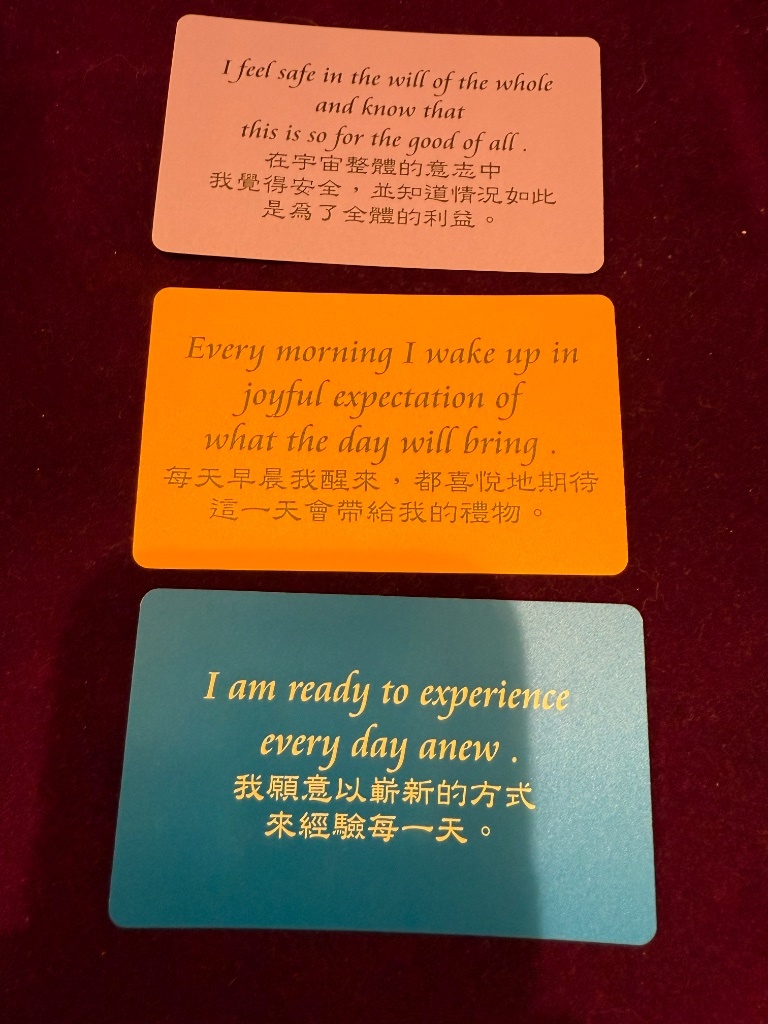 I feel safe in the will of the whole
and know that
this is so for the good of all .
在宇宙整體的意志中
我覺得安全，並知道情況如此
是為了全體的利益。
Every morning I wake up in
joyful expectation of
what the day will bring .
每天早晨我醒來，都喜悅地期待
這一天會帶給我的禮物。
I am ready to experience
every day anew .
我願意以嶄新的方式
來經驗每一天。